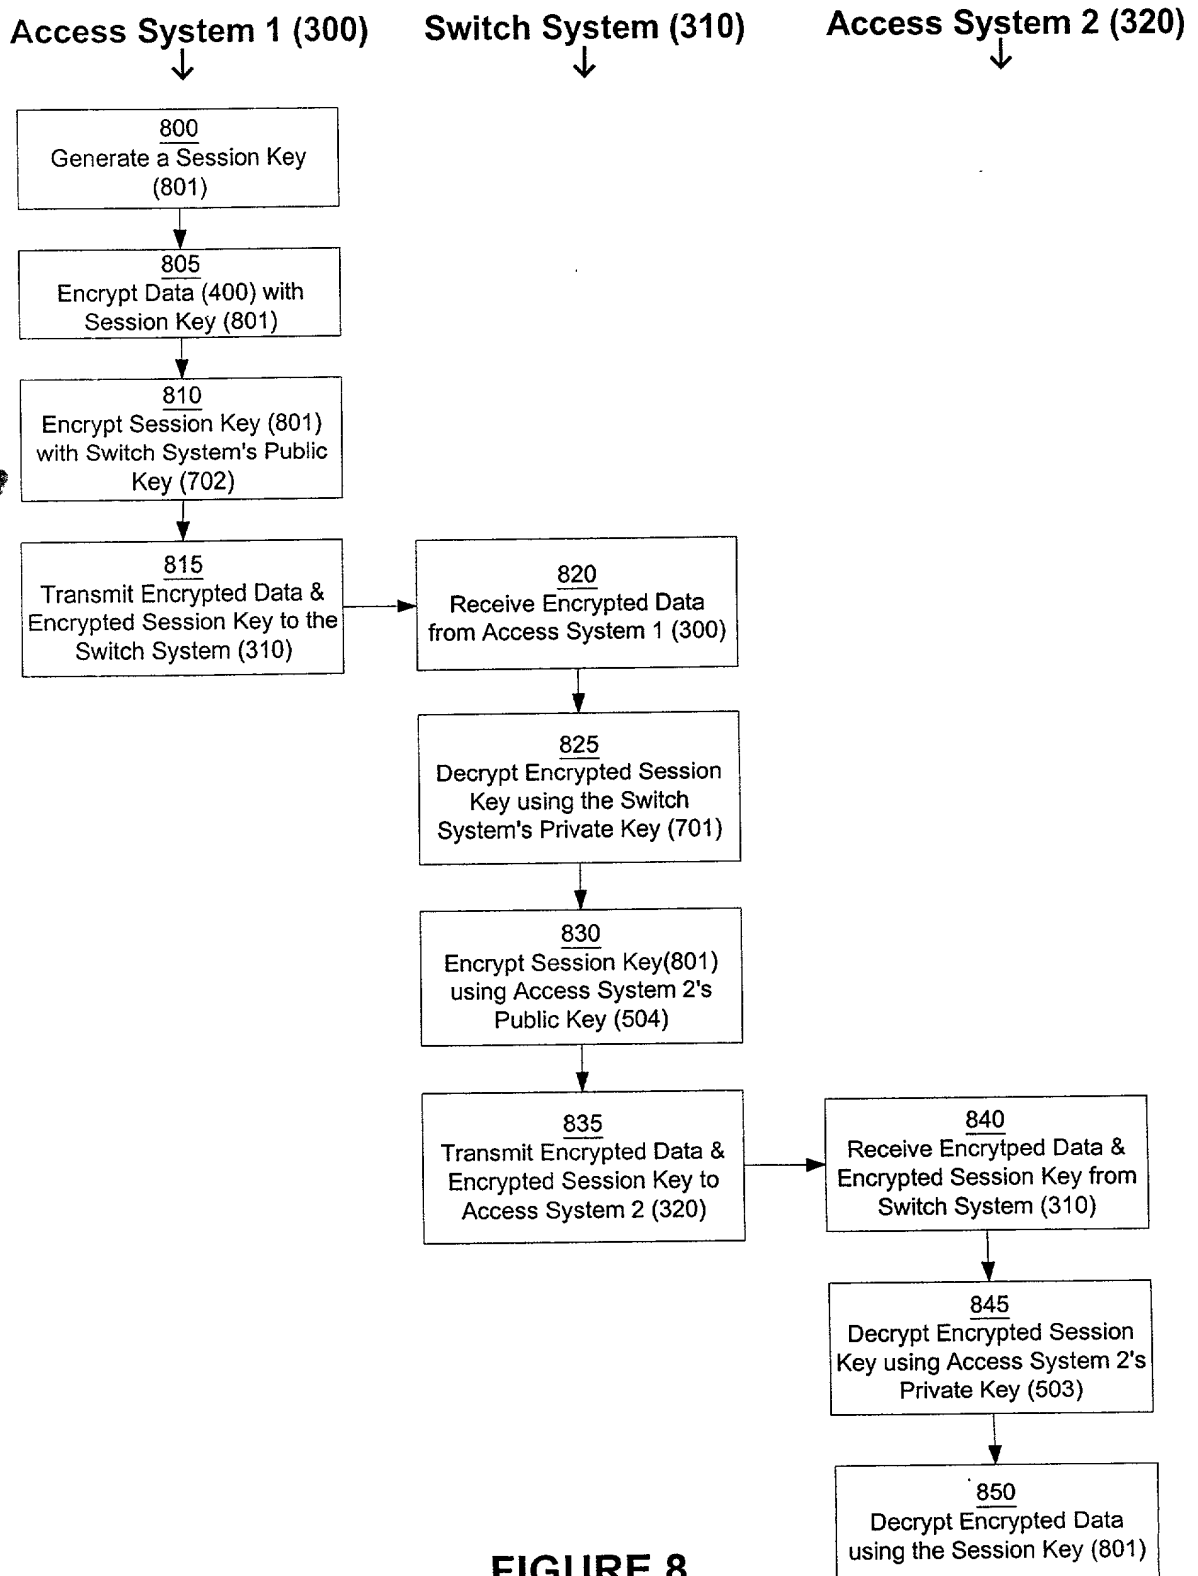 Access System 1 (300)
Switch System (310)
Access System 2 (320)
800
Generate a Session Key
(801)
805
Encrypt Data (400) with
Session Key (801)
810
Encrypt Session Key (801)
with Switch System's Public
Key (702)
815
Transmit Encrypted Data &
Encrypted Session Key to the
Switch System (310)
820
Receive Encrypted Data
from Access System 1 (300)
825
Decrypt Encrypted Session
Key using the Switch
System's Private Key (701)
830
Encrypt Session Key(801)
using Access System 2's
Public Key (504)
835
Transmit Encrypted Data &
Encrypted Session Key to
Access System 2 (320)
840
Receive Encrytped Data &
Encrypted Session Key from
Switch System (310)
845
Decrypt Encrypted Session
Key using Access System 2's
Private Key (503)
850
Decrypt Encrypted Data
using the Session Key (801)
FIGURE 8